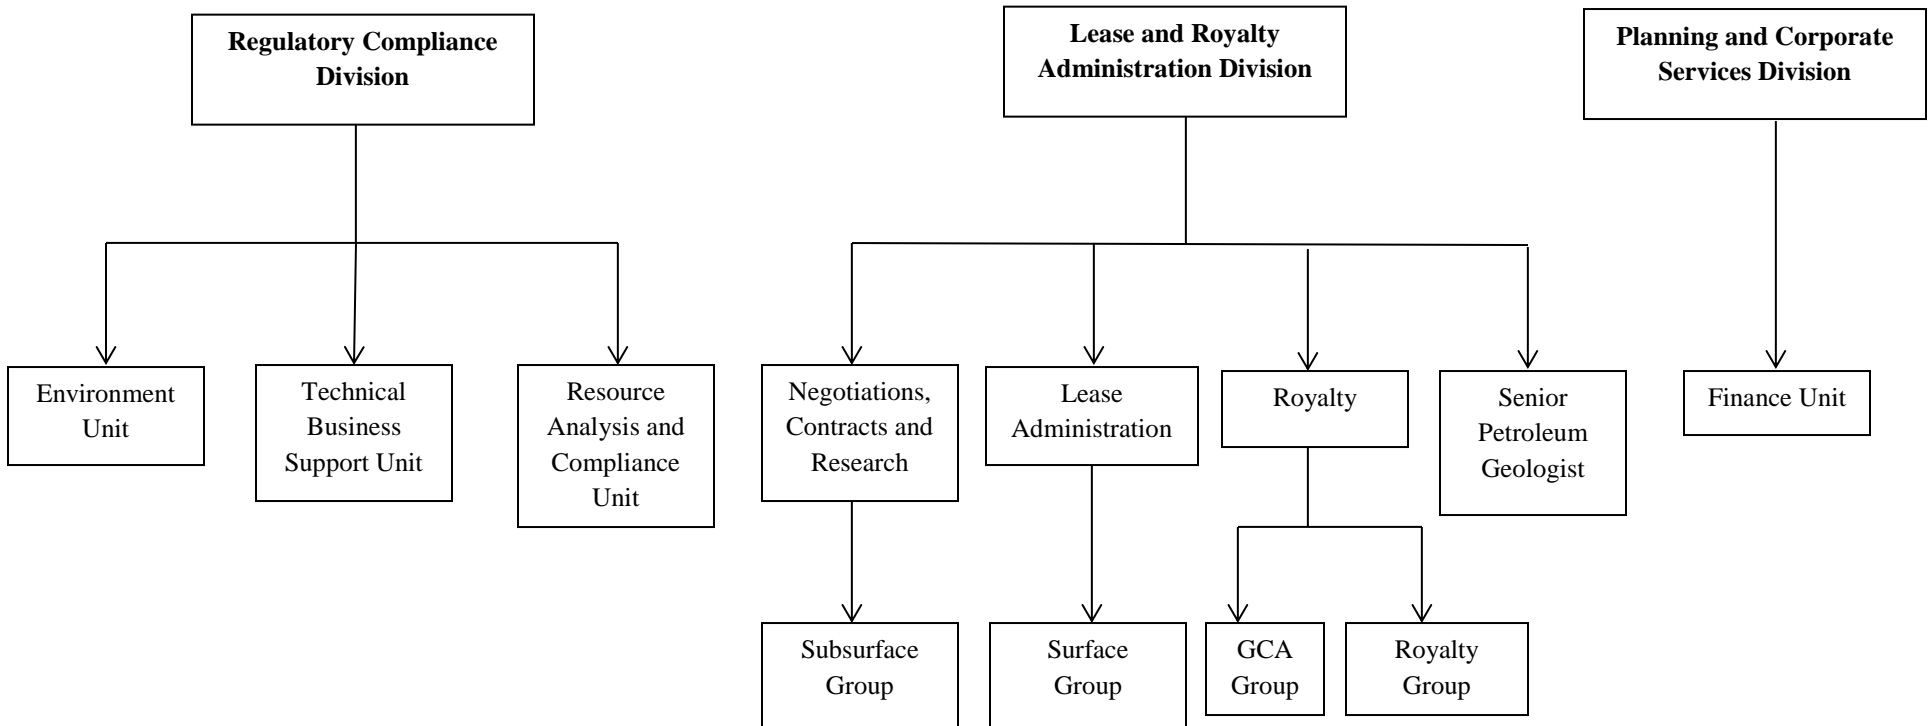 Regulatory Compliance
Division
Lease and Royalty
Administration Division
Planning and Corporate
Services Division
Environment
Unit
Technical
Business
Support Unit
Resource
Analysis and
Compliance
Unit
Negotiations,
Contracts and
Research
Lease
Administration
Royalty
Senior
Petroleum
Geologist
Finance Unit
Subsurface
Group
Surface
Group
GCA
Group
Royalty
Group